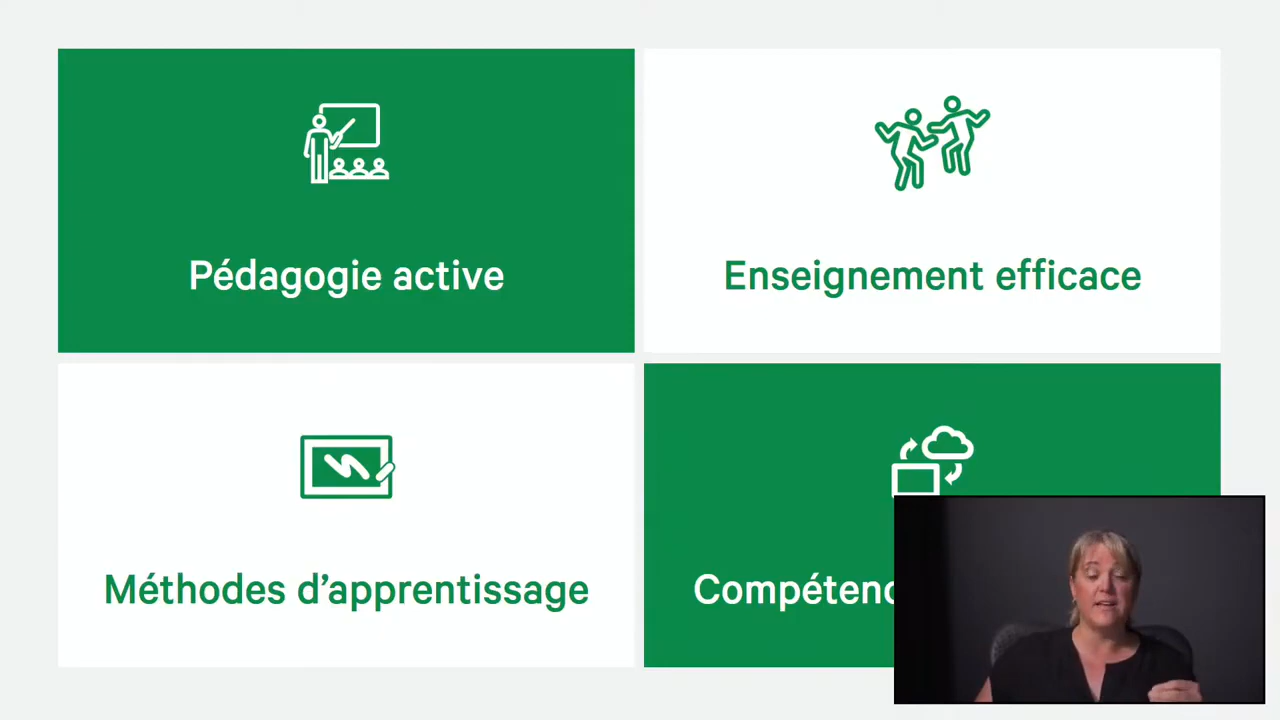 Pédagogie active
Enseignement efficace
Méthodes d’apprentissage